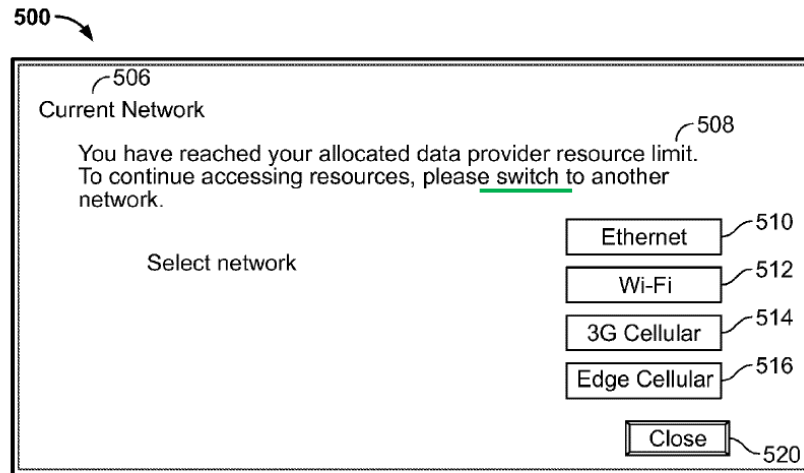 500
506
Current Network
508
You have reached your allocated data provider resource limit.
To continue accessing resources, please switch to another
network.
Select network
Ethernet 510
Wi-Fi 512
3G Cellular 514
Edge Cellular 516
Close 520